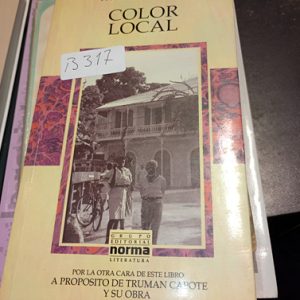 COLOR
LOCAL
B 317
GRUPO
EDITORIAL
norma
LITERATURA
POR LA OTRA CARA DE ESTE LIBRO
A PROPOSITO DE TRUMAN CAPOTE
Y SU OBRA